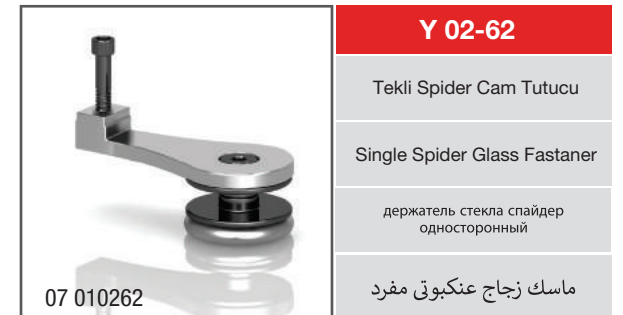 Y 02-62
Tekli Spider Cam Tutucu
Single Spider Glass Fastaner
держатель стекла спайдер
односторонный
ماسك زجاج عنكبوتى مفرد
07 010262